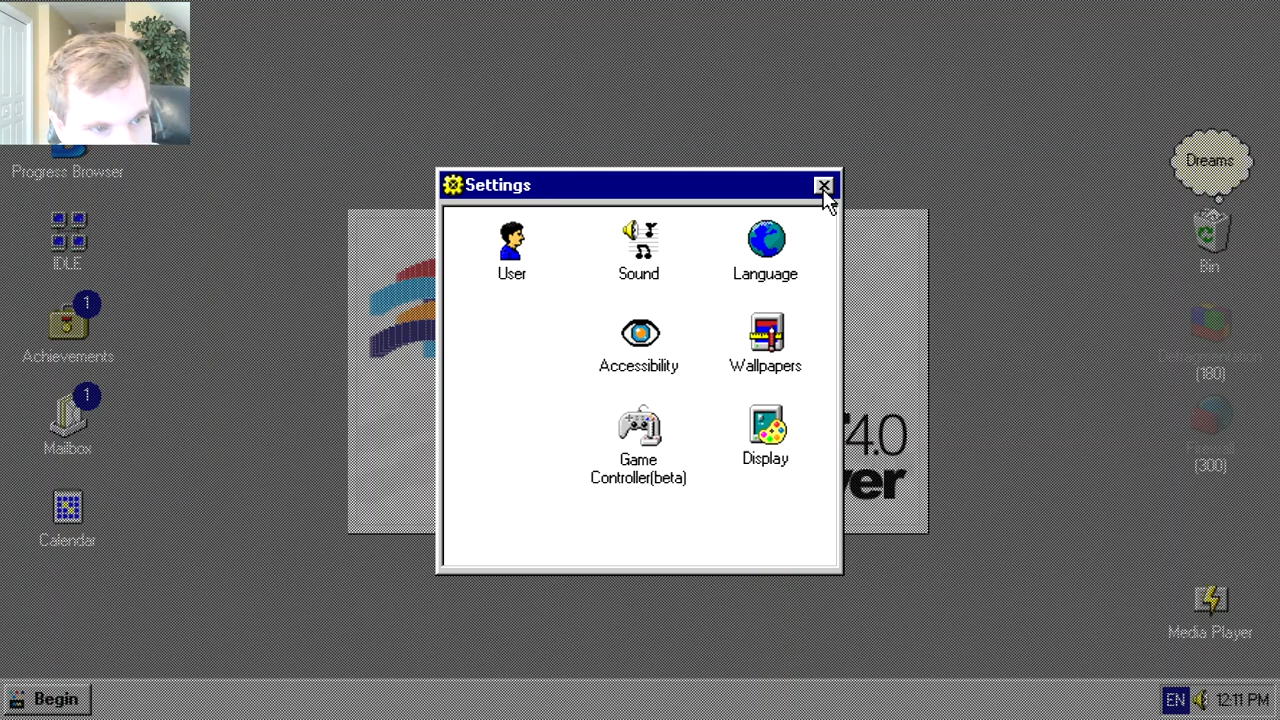 Progress Browser
IDLE
1
Achievements
1
Mailbox
Calendar
Settings
User
Sound
Language
Accessibility
Wallpapers
Game
Controller(beta)
Display
4.0
Dreams
Bin
(180)
(300)
Media Player
Begin
EN
12:11 PM